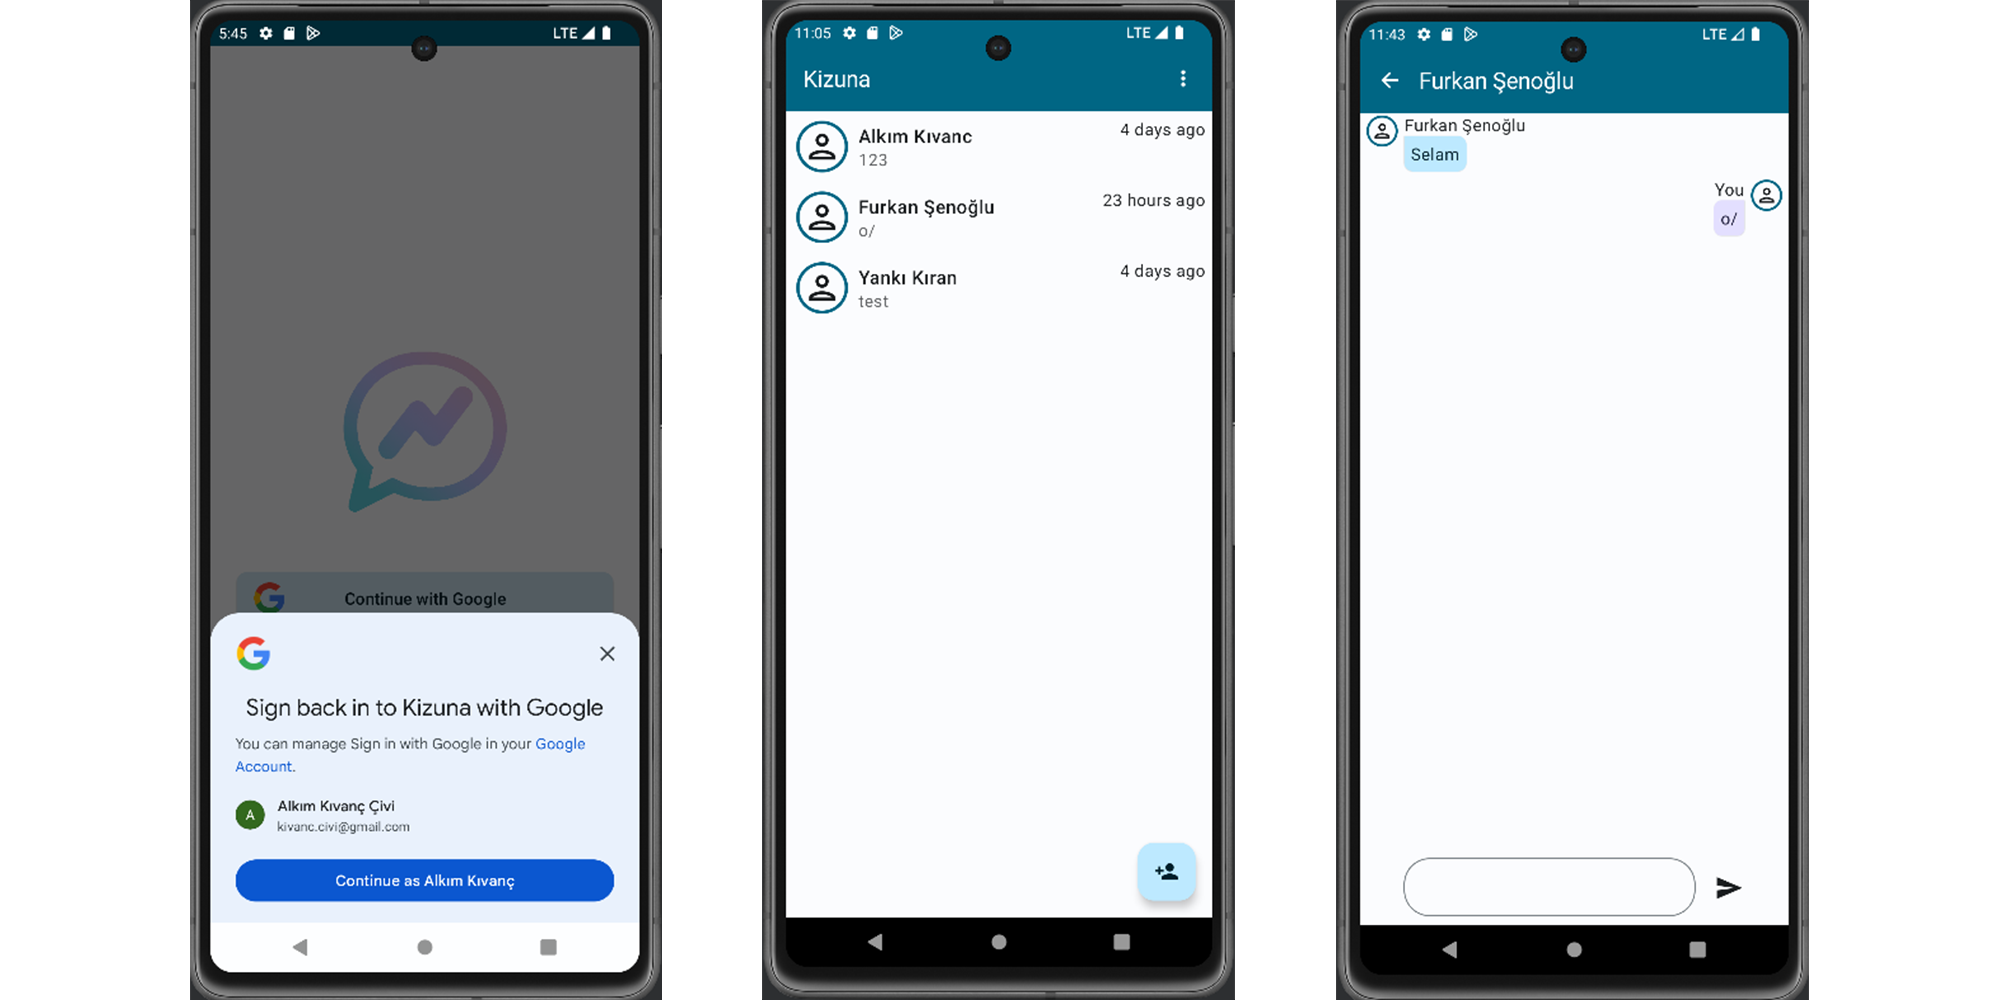 5:45 LTE
Continue with Google
Sign back in to Kizuna with Google
You can manage Sign in with Google in your Google
Account.
A
Alkım Kıvanç Çivi
kivanc.civi@gmail.com
Continue as Alkım Kıvanç
11:05 LTE
Kizuna
Alkım Kıvanc 4 days ago
123
Furkan Şenoğlu 23 hours ago
o/
Yankı Kıran 4 days ago
test
11:43 LTE
Furkan Şenoğlu
Furkan Şenoğlu
Selam
You
o/